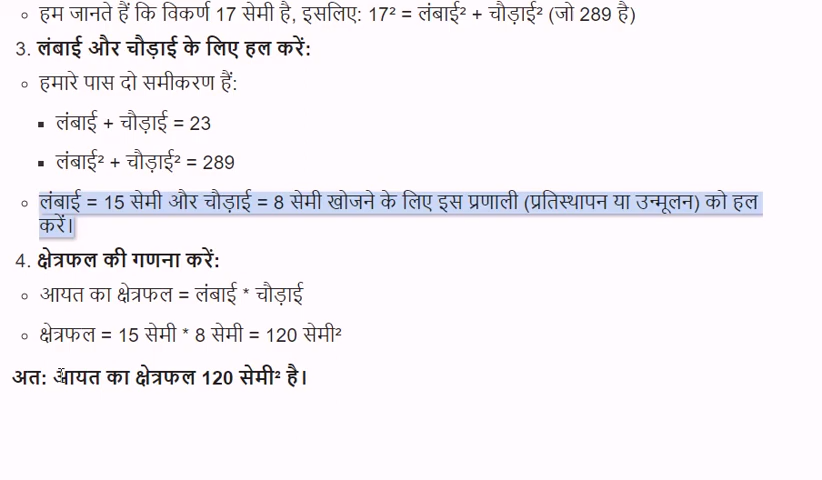 ◦ हम जानते हैं कि विकर्ण 17 सेमी है, इसलिए: 17² = लंबाई² + चौड़ाई² (जो 289 है)
3. लंबाई और चौड़ाई के लिए हल करें:
◦ हमारे पास दो समीकरण हैं:
▪ लंबाई + चौड़ाई = 23
▪ लंबाई² + चौड़ाई² = 289
◦ लंबाई = 15 सेमी और चौड़ाई = 8 सेमी खोजने के लिए इस प्रणाली (प्रतिस्थापन या उन्मूलन) को हल
करें।
4. क्षेत्रफल की गणना करें:
◦ आयत का क्षेत्रफल = लंबाई * चौड़ाई
◦ क्षेत्रफल = 15 सेमी * 8 सेमी = 120 सेमी²
अत: आयत का क्षेत्रफल 120 सेमी² है।